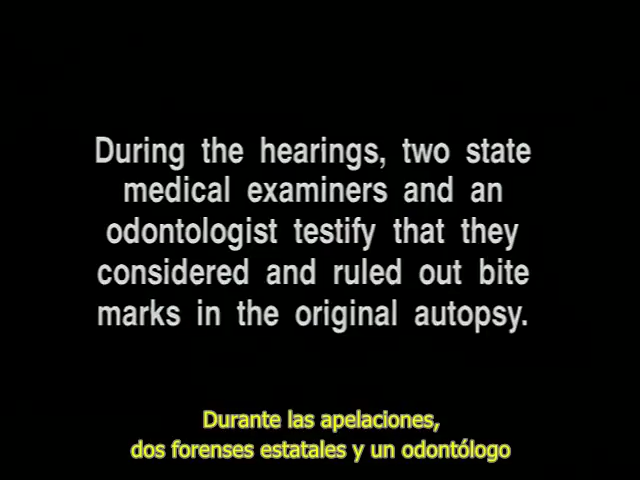 During the hearings, two state
medical examiners and an
odontologist testify that they
considered and ruled out bite
marks in the original autopsy.
Durante las apelaciones,
dos forenses estatales y un odontólogo